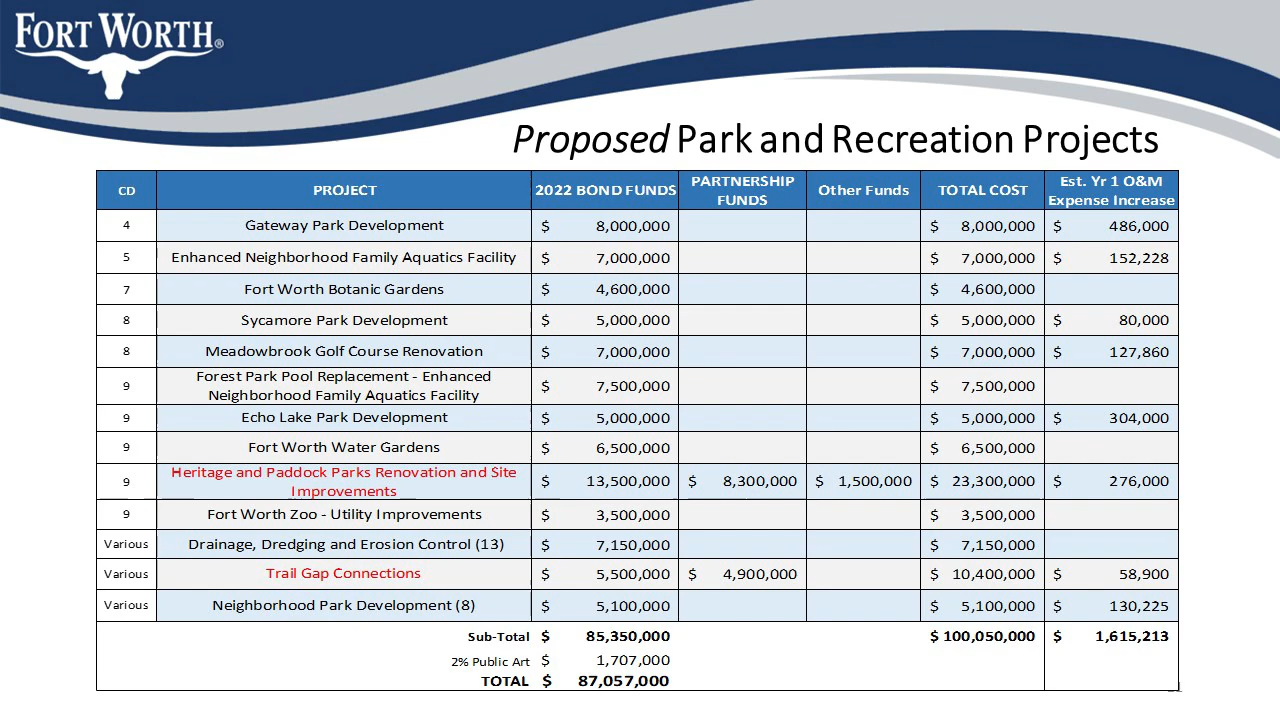 FORT WORTH®
Proposed Park and Recreation Projects
CD PROJECT 2022 BOND FUNDS PARTNERSHIP FUNDS Other Funds TOTAL COST Est. Yr 1 O&M Expense Increase
4 Gateway Park Development $ 8,000,000 $ 8,000,000 $ 486,000
5 Enhanced Neighborhood Family Aquatics Facility $ 7,000,000 $ 7,000,000 $ 152,228
7 Fort Worth Botanic Gardens $ 4,600,000 $ 4,600,000
8 Sycamore Park Development $ 5,000,000 $ 5,000,000 $ 80,000
8 Meadowbrook Golf Course Renovation $ 7,000,000 $ 7,000,000 $ 127,860
9 Forest Park Pool Replacement - Enhanced Neighborhood Family Aquatics Facility $ 7,500,000 $ 7,500,000
9 Echo Lake Park Development $ 5,000,000 $ 5,000,000 $ 304,000
9 Fort Worth Water Gardens $ 6,500,000 $ 6,500,000
9 Heritage and Paddock Parks Renovation and Site Improvements $ 13,500,000 $ 8,300,000 $ 1,500,000 $ 23,300,000 $ 276,000
9 Fort Worth Zoo - Utility Improvements $ 3,500,000 $ 3,500,000
Various Drainage, Dredging and Erosion Control (13) $ 7,150,000 $ 7,150,000
Various Trail Gap Connections $ 5,500,000 $ 4,900,000 $ 10,400,000 $ 58,900
Various Neighborhood Park Development (8) $ 5,100,000 $ 5,100,000 $ 130,225
Sub-Total $ 85,350,000 $ 100,050,000 $ 1,615,213
2% Public Art $ 1,707,000
TOTAL $ 87,057,000